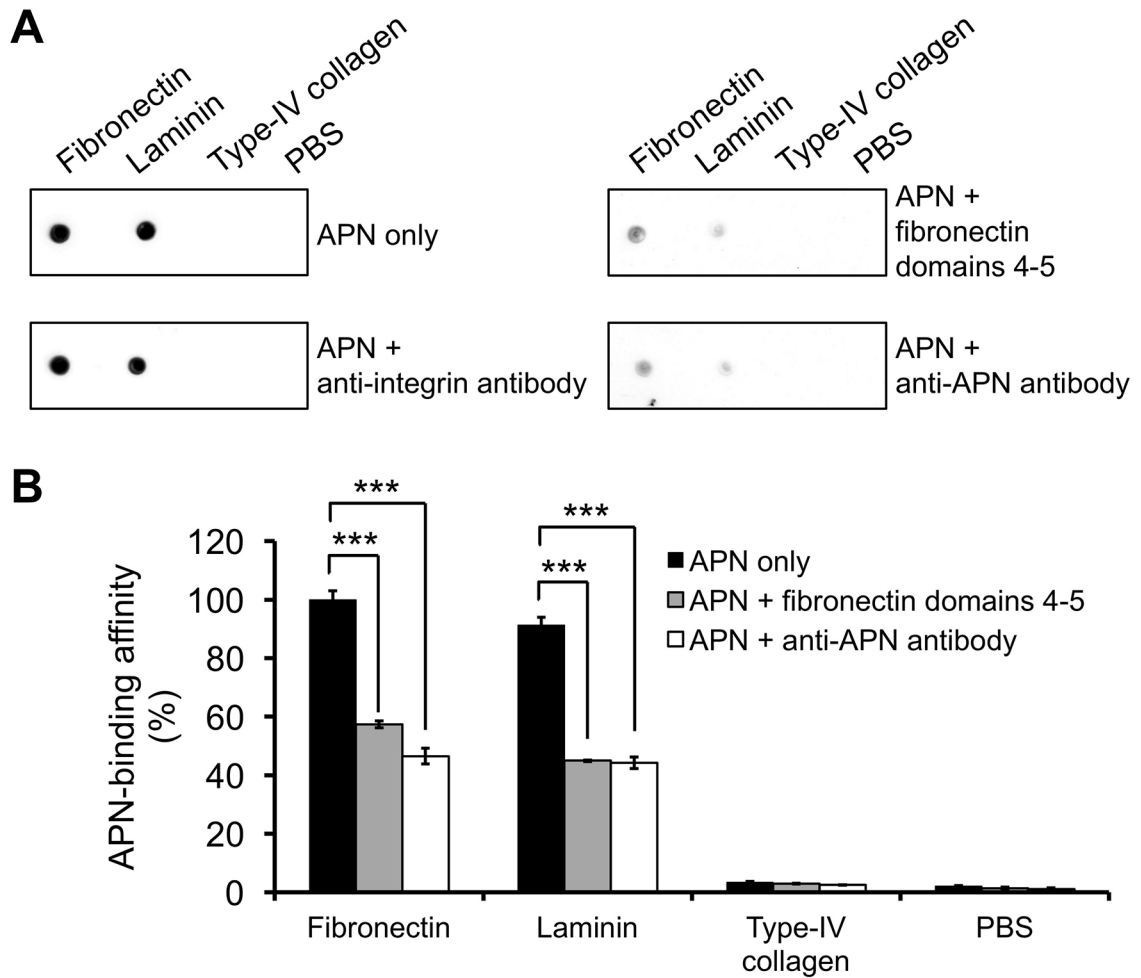 A
Fibronectin
Laminin
Type-IV collagen
PBS
APN only
Fibronectin
Laminin
Type-IV collagen
PBS
APN +
fibronectin
domains 4-5
APN +
anti-integrin antibody
APN +
anti-APN antibody
B
APN-binding affinity
(%)
120
100
80
60
40
20
0
***
***
***
***
APN only
APN + fibronectin domains 4-5
APN + anti-APN antibody
Fibronectin
Laminin
Type-IV
collagen
PBS